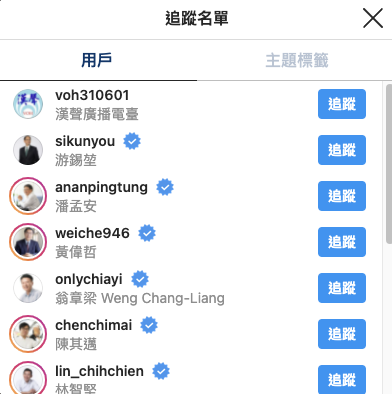 追蹤名單
用戶
主題標籤
voh310601
漢聲廣播電臺
追蹤
sikunyou
游錫堃
追蹤
ananpingtung
潘孟安
追蹤
weiche946
黃偉哲
追蹤
onlychiayi
翁章梁 Weng Chang-Liang
追蹤
chenchimai
陳其邁
追蹤
lin_chihchien
林智堅
追蹤